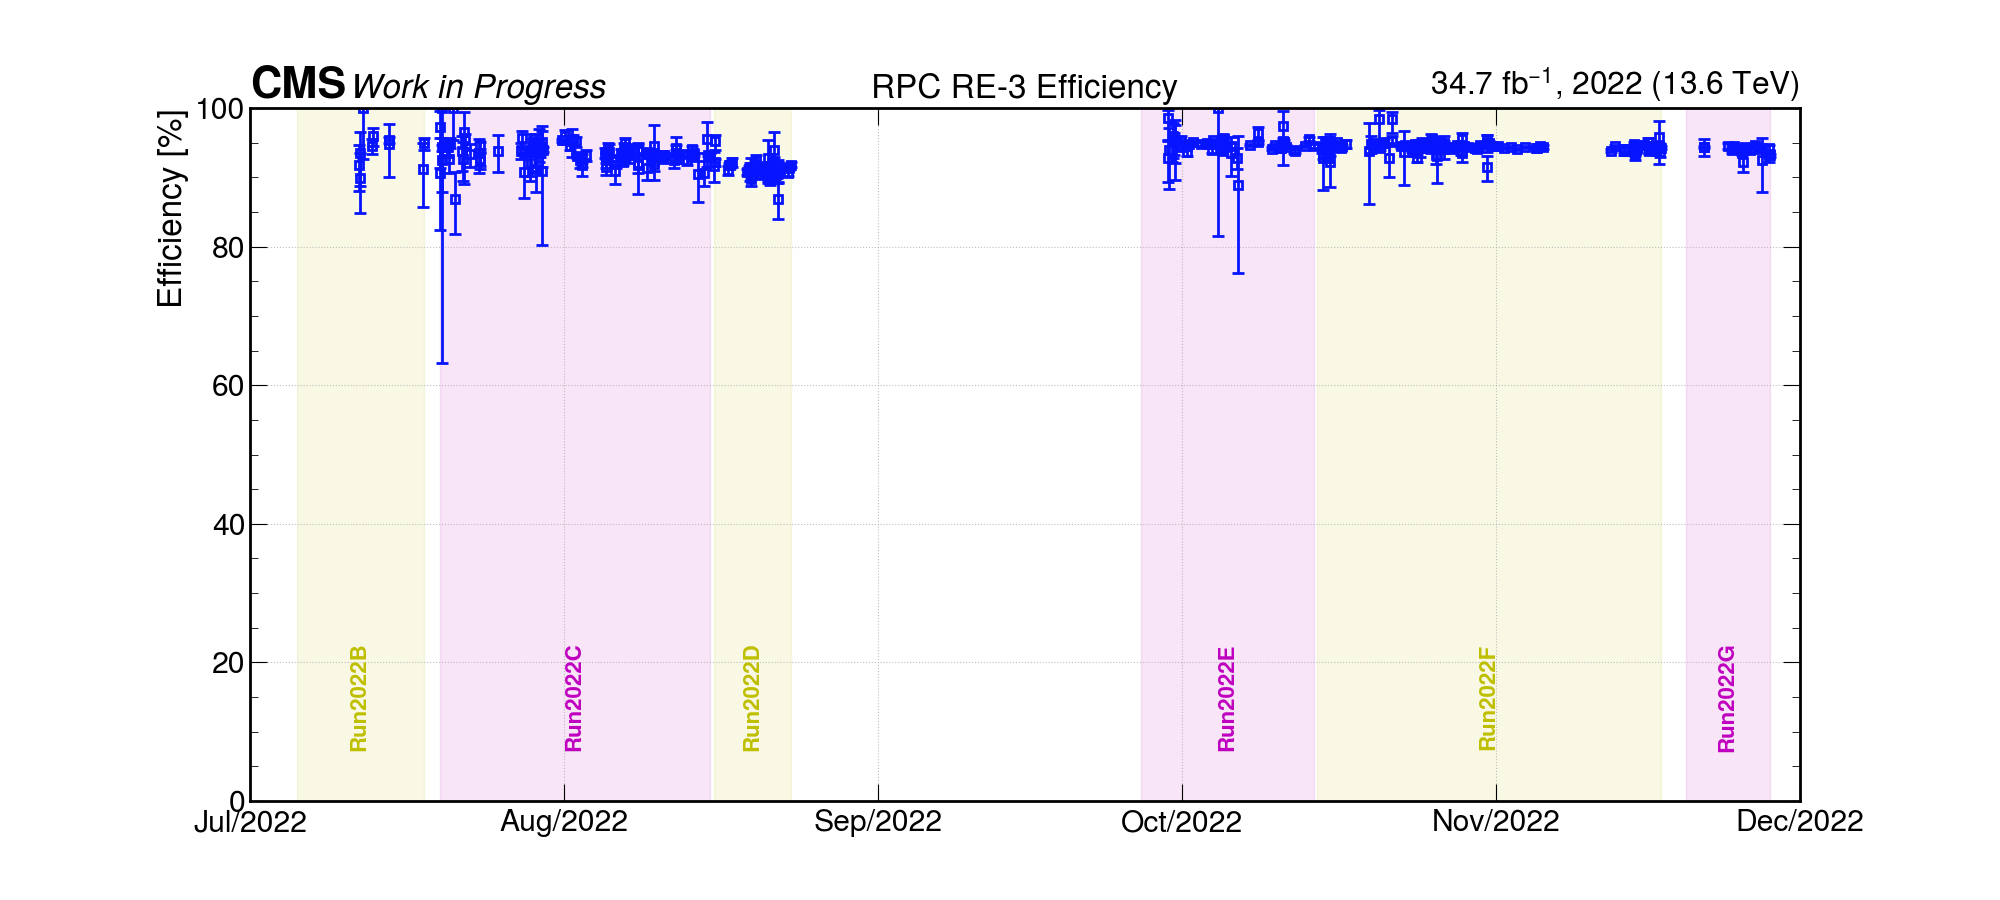 CMS Work in Progress RPC RE-3 Efficiency 34.7 fb⁻¹, 2022 (13.6 TeV)
Efficiency [%]
100
80
60
40
20
0
Run2022B
Run2022C
Run2022D
Run2022E
Run2022F
Run2022G
Jul/2022 Aug/2022 Sep/2022 Oct/2022 Nov/2022 Dec/2022